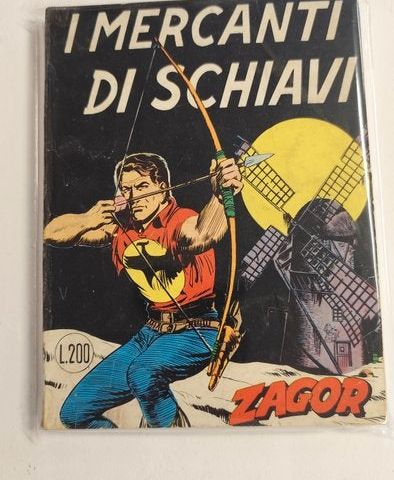 I MERCANTI
DI SCHIAVI
L.200
ZAGOR